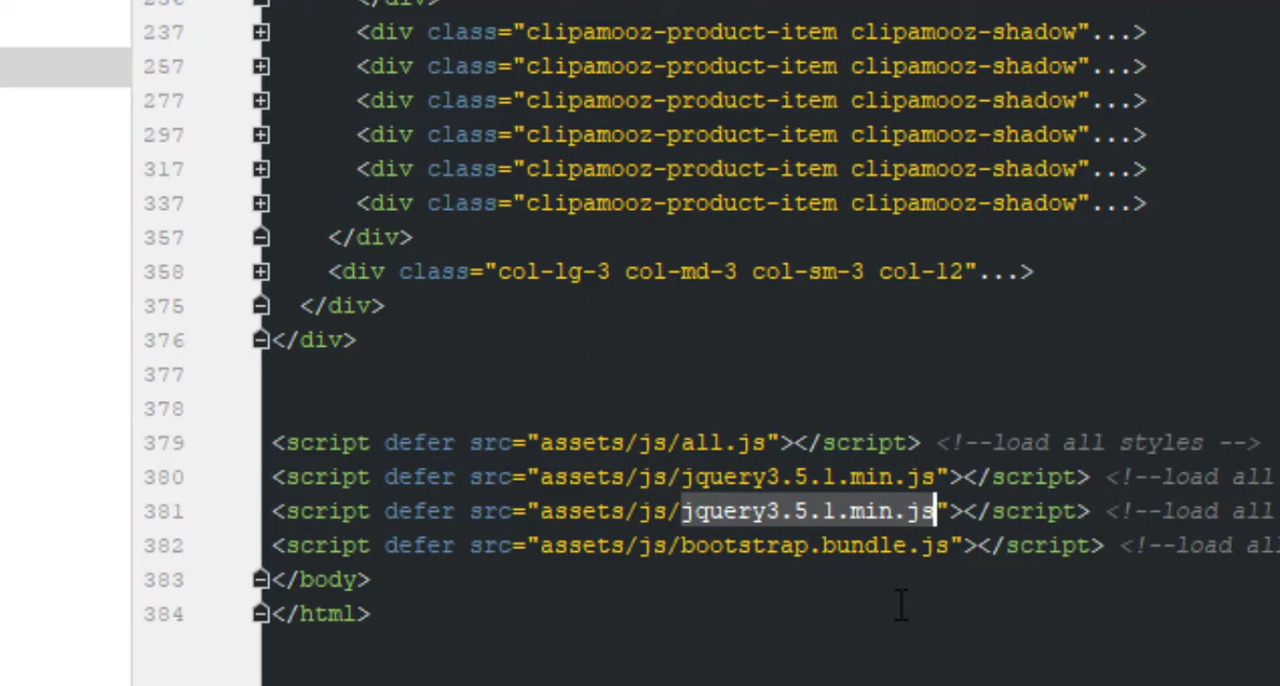 236 </div>
237 <div class="clipamooz-product-item clipamooz-shadow"...>
257 <div class="clipamooz-product-item clipamooz-shadow"...>
277 <div class="clipamooz-product-item clipamooz-shadow"...>
297 <div class="clipamooz-product-item clipamooz-shadow"...>
317 <div class="clipamooz-product-item clipamooz-shadow"...>
337 <div class="clipamooz-product-item clipamooz-shadow"...>
357 </div>
358 <div class="col-lg-3 col-md-3 col-sm-3 col-12"...>
375 </div>
376 </div>
377
378
379 <script defer src="assets/js/all.js"></script> <!--load all styles -->
380 <script defer src="assets/js/jquery3.5.1.min.js"></script> <!--load all
381 <script defer src="assets/js/jquery3.5.1.min.js"></script> <!--load all
382 <script defer src="assets/js/bootstrap.bundle.js"></script> <!--load all
383 </body>
384 </html>